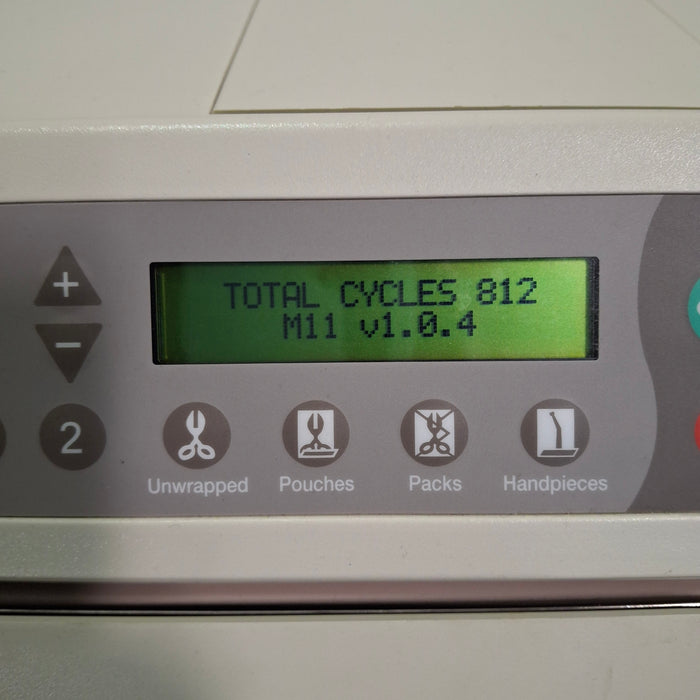 +
TOTAL CYCLES 812
M11 v1.0.4
−
2
Unwrapped Pouches Packs Handpieces